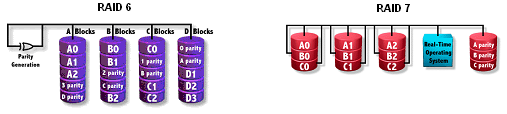 RAID 6
A Blocks B Blocks C Blocks D Blocks
Parity
Generation
A0 B0 C0 0 parity
A1 B1 1 parity A parity
A2 2 parity B parity D1
3 parity C parity C1 D2
D parity B2 C2 D3
RAID 7
A0 A1 A2 Real-Time A parity
B0 B1 B2 Operating B parity
C0 C1 C1 System C parity